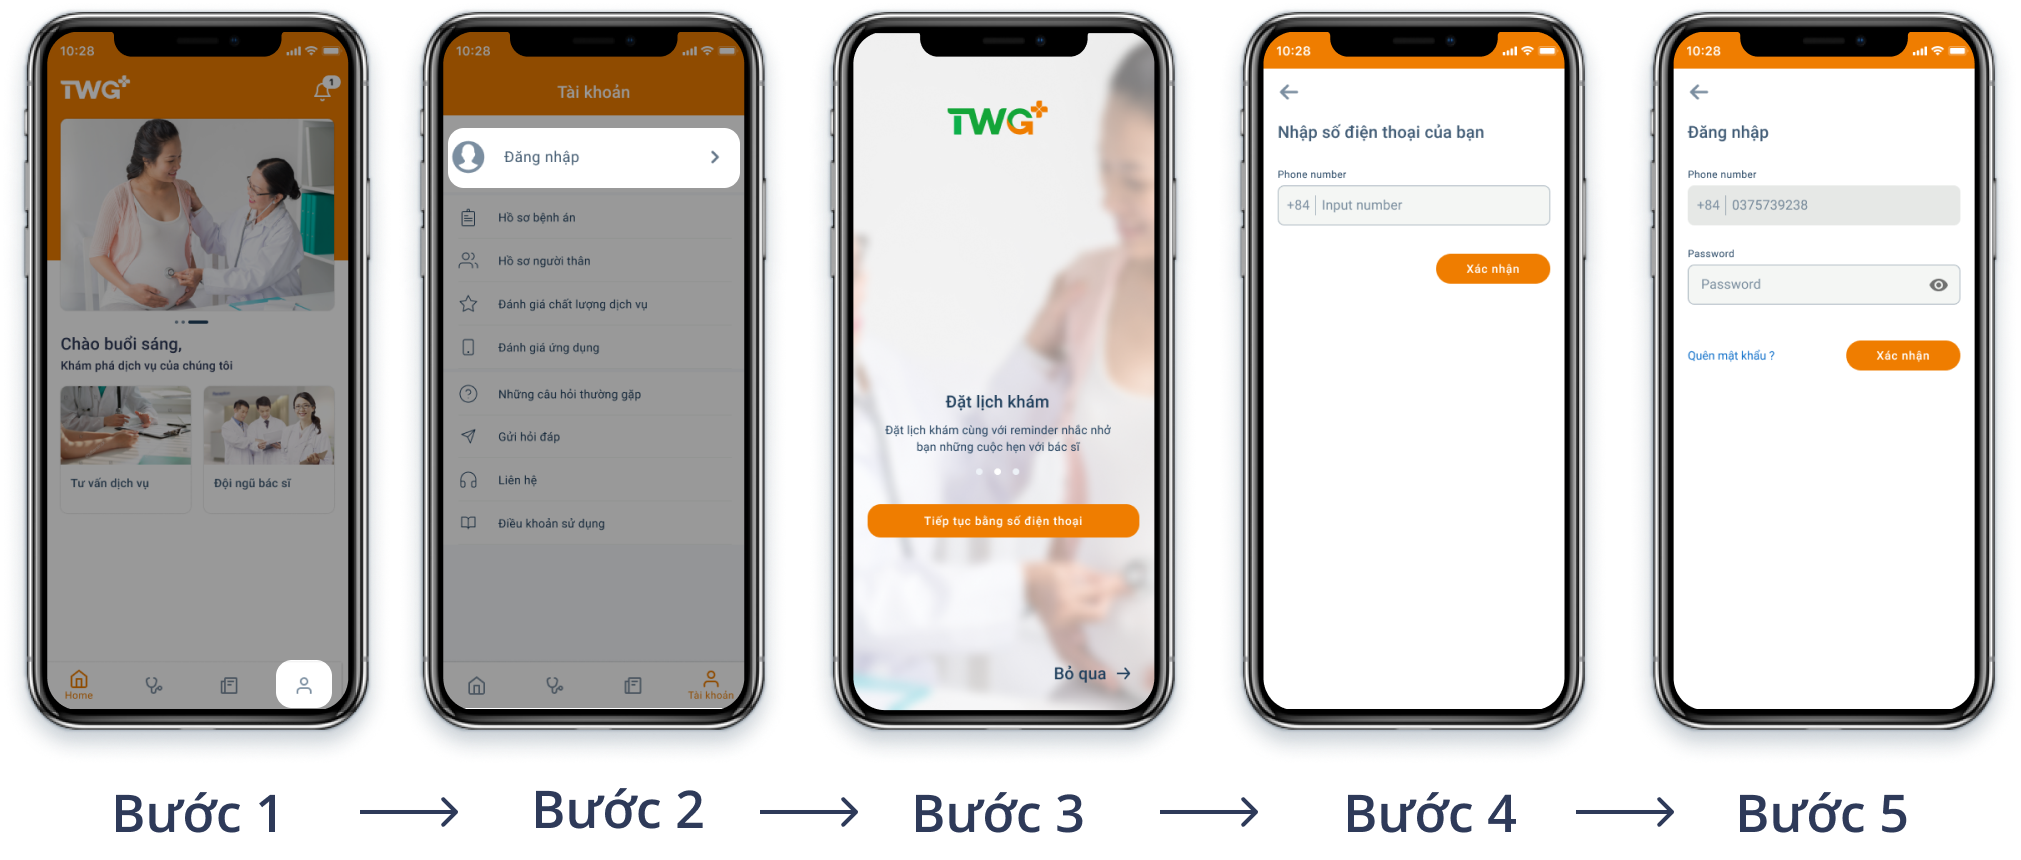 10:28
TWG+
1
Chào buổi sáng,
Khám phá dịch vụ của chúng tôi
Tư vấn dịch vụ
Đội ngũ bác sĩ
Home
Bước 1
10:28
Tài khoản
Đăng nhập
Hồ sơ bệnh án
Hồ sơ người thân
Đánh giá chất lượng dịch vụ
Đánh giá ứng dụng
Những câu hỏi thường gặp
Gửi hỏi đáp
Liên hệ
Điều khoản sử dụng
Tài khoản
Bước 2
TWG+
Đặt lịch khám
Đặt lịch khám cùng với reminder nhắc nhở
bạn những cuộc hẹn với bác sĩ
Tiếp tục bằng số điện thoại
Bỏ qua →
Bước 3
10:28
Nhập số điện thoại của bạn
Phone number
+84 Input number
Xác nhận
Bước 4
10:28
Đăng nhập
Phone number
+84 0375739238
Password
Password
Quên mật khẩu ?
Xác nhận
Bước 5